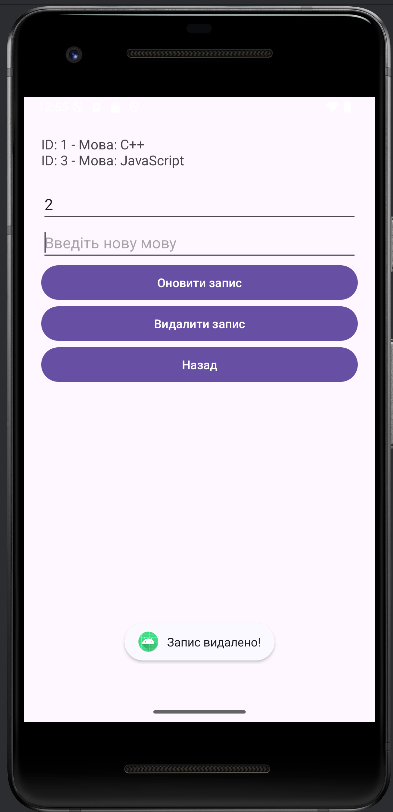 ID: 1 - Мова: C++
ID: 3 - Мова: JavaScript
2
Введіть нову мову
Оновити запис
Видалити запис
Назад
Запис видалено!